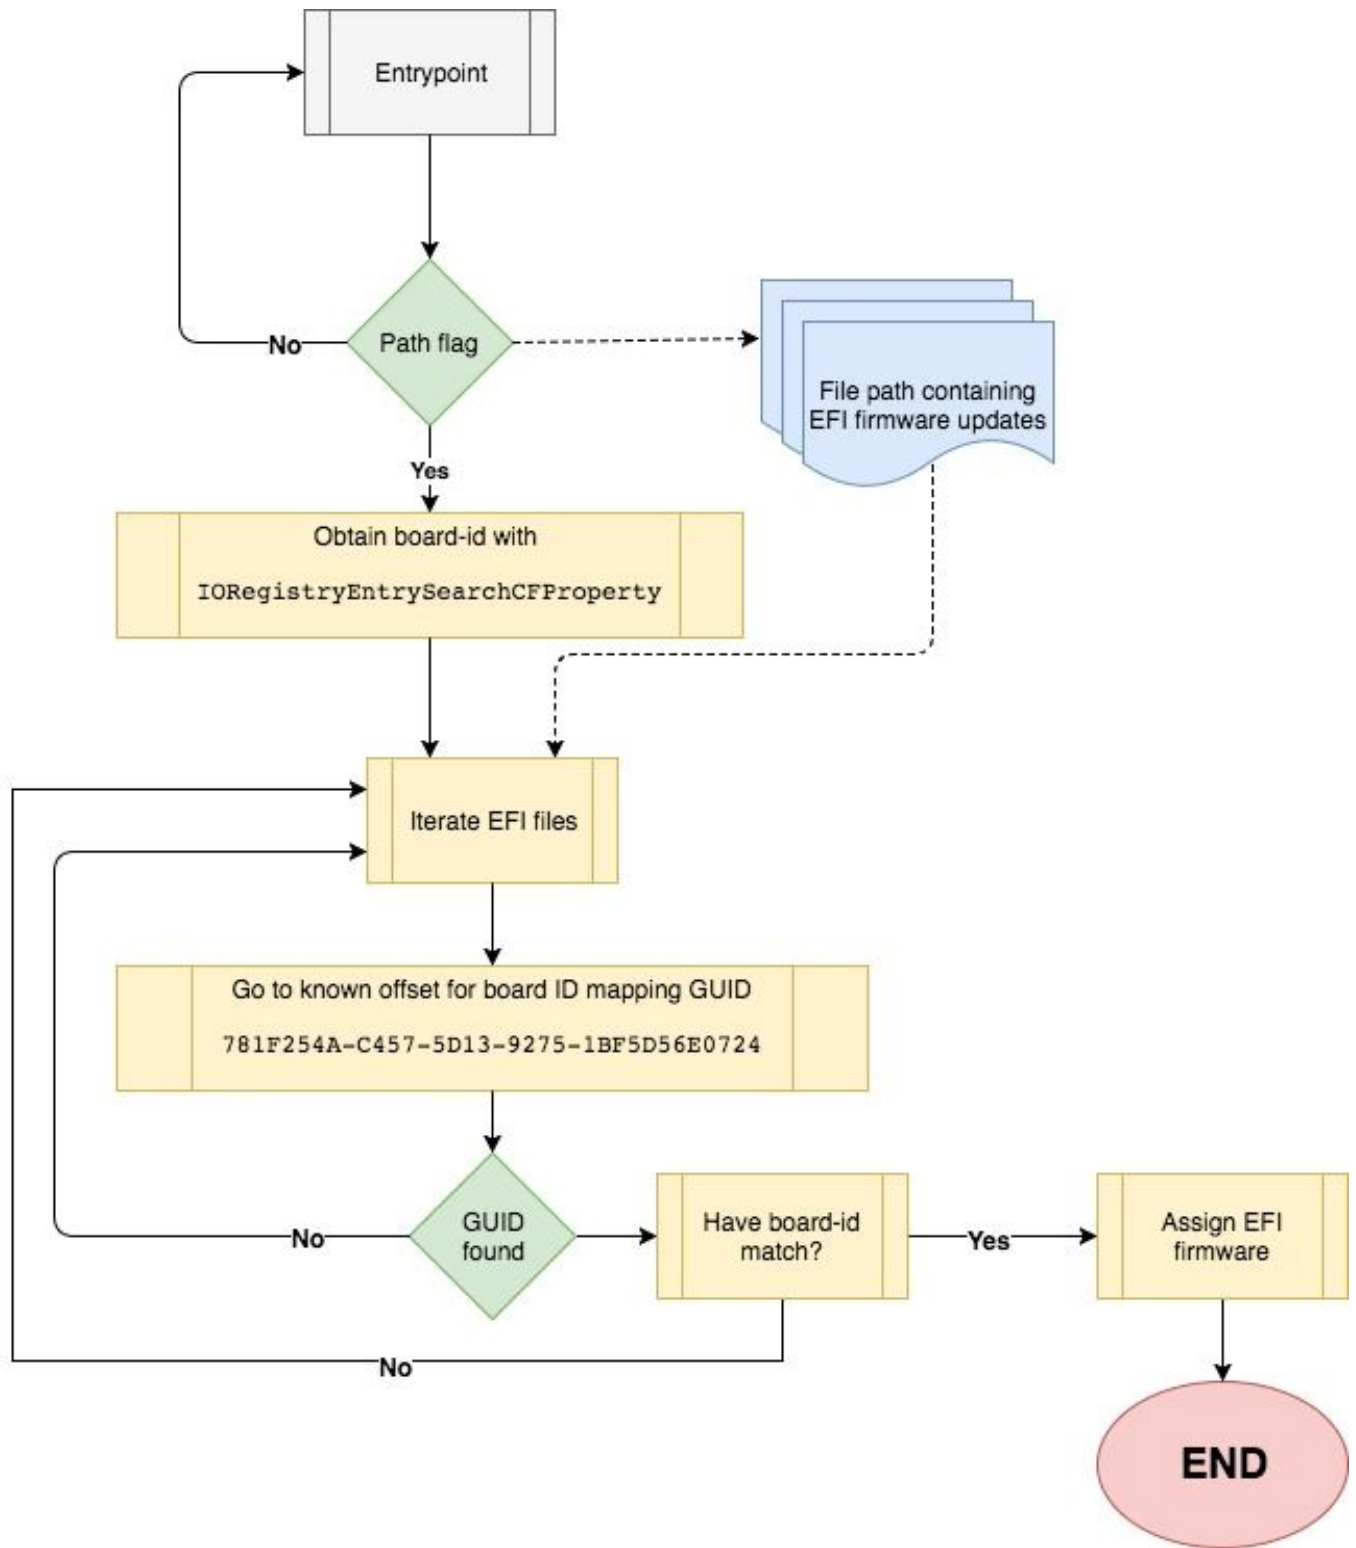 Entrypoint
Path flag
No
File path containing
EFI firmware updates
Yes
Obtain board-id with
IORegistryEntrySearchCFProperty
Iterate EFI files
Go to known offset for board ID mapping GUID
781F254A-C457-5D13-9275-1BF5D56E0724
No
GUID
found
Have board-id
match?
Yes
Assign EFI
firmware
No
END